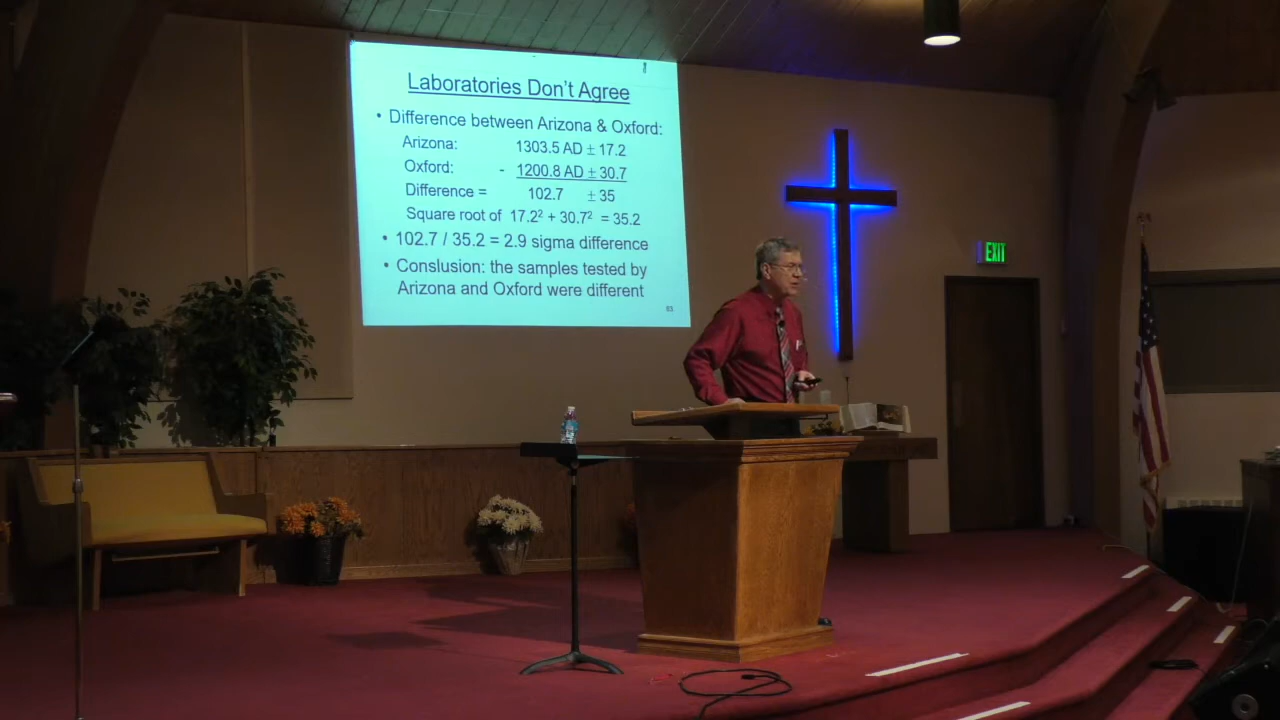 Laboratories Don't Agree
• Difference between Arizona & Oxford:
Arizona: 1303.5 AD ± 17.2
Oxford: - 1200.8 AD ± 30.7
Difference = 102.7 ± 35
Square root of 17.2² + 30.7² = 35.2
• 102.7 / 35.2 = 2.9 sigma difference
• Conslusion: the samples tested by
Arizona and Oxford were different
EXIT